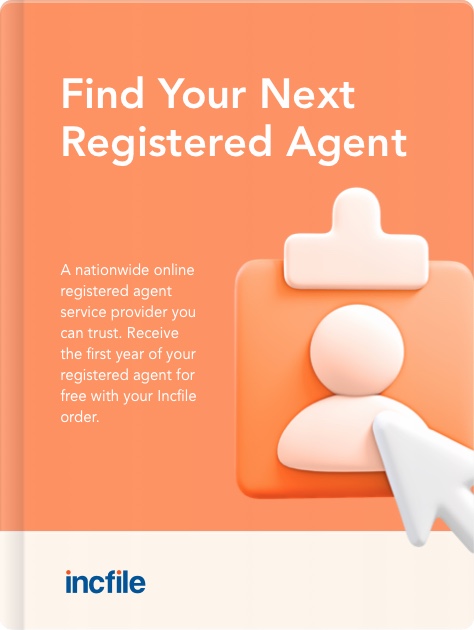 Find Your Next
Registered Agent
A nationwide online
registered agent
service provider you
can trust. Receive
the first year of your
registered agent for
free with your Incfile
order.
incfile